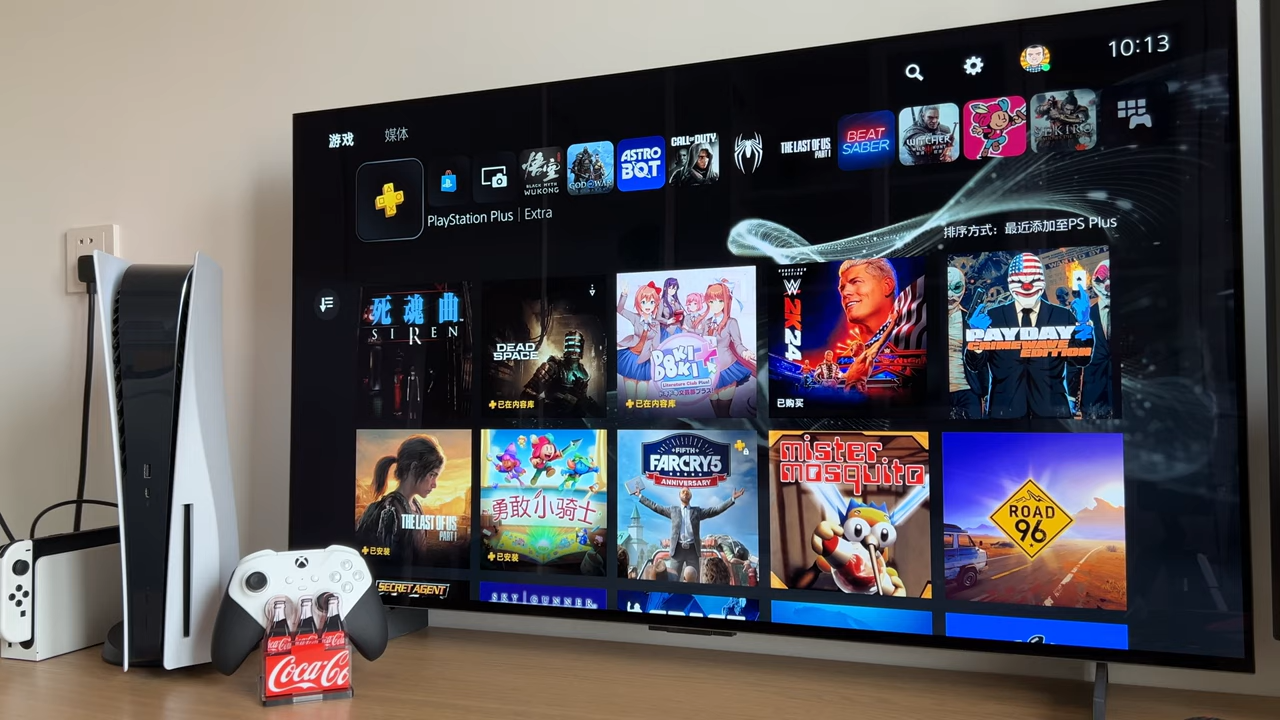 10:13
游戏
媒体
BLACK MYTH
WUKONG
GOD OF WAR
ASTRO
BOT
CALL OF DUTY
THE LAST OF US
PART I
BEAT
SABER
WITCHER
SEKIRO
PlayStation Plus | Extra
排序方式：最近添加至PS Plus
死魂曲
SIREN
DEAD
SPACE
已在内容库
DOKI
DOKI
Literature Club Plus!
已在内容库
W
2K24
已购买
PAYDAY
CRIMEWAVE
EDITION
THE LAST OF US
PART I
已安装
勇敢小骑士
已安装
FIFTH
FARCRY5
ANNIVERSARY
mister
mosquito
ROAD
96
SECRET AGENT
SKYGUNNER
Coca-Co